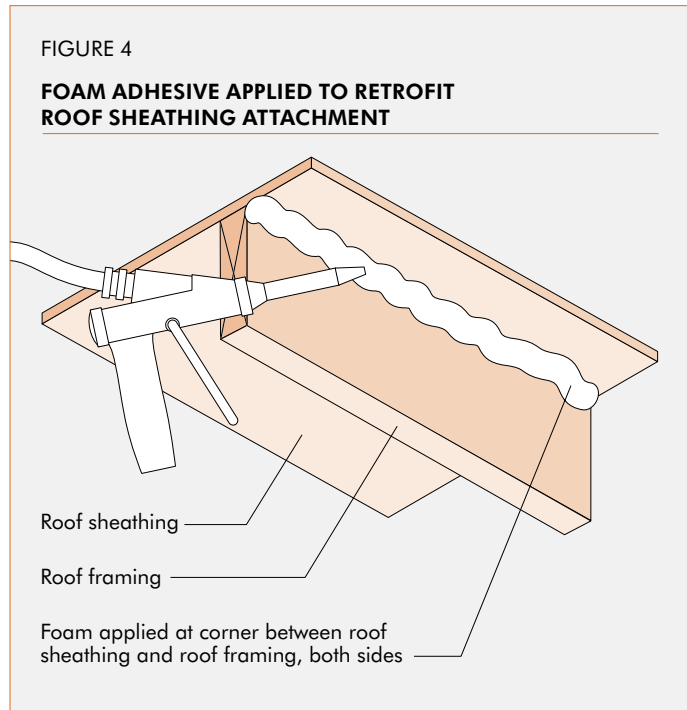 FIGURE 4
FOAM ADHESIVE APPLIED TO RETROFIT
ROOF SHEATHING ATTACHMENT
Roof sheathing
Roof framing
Foam applied at corner between roof
sheathing and roof framing, both sides